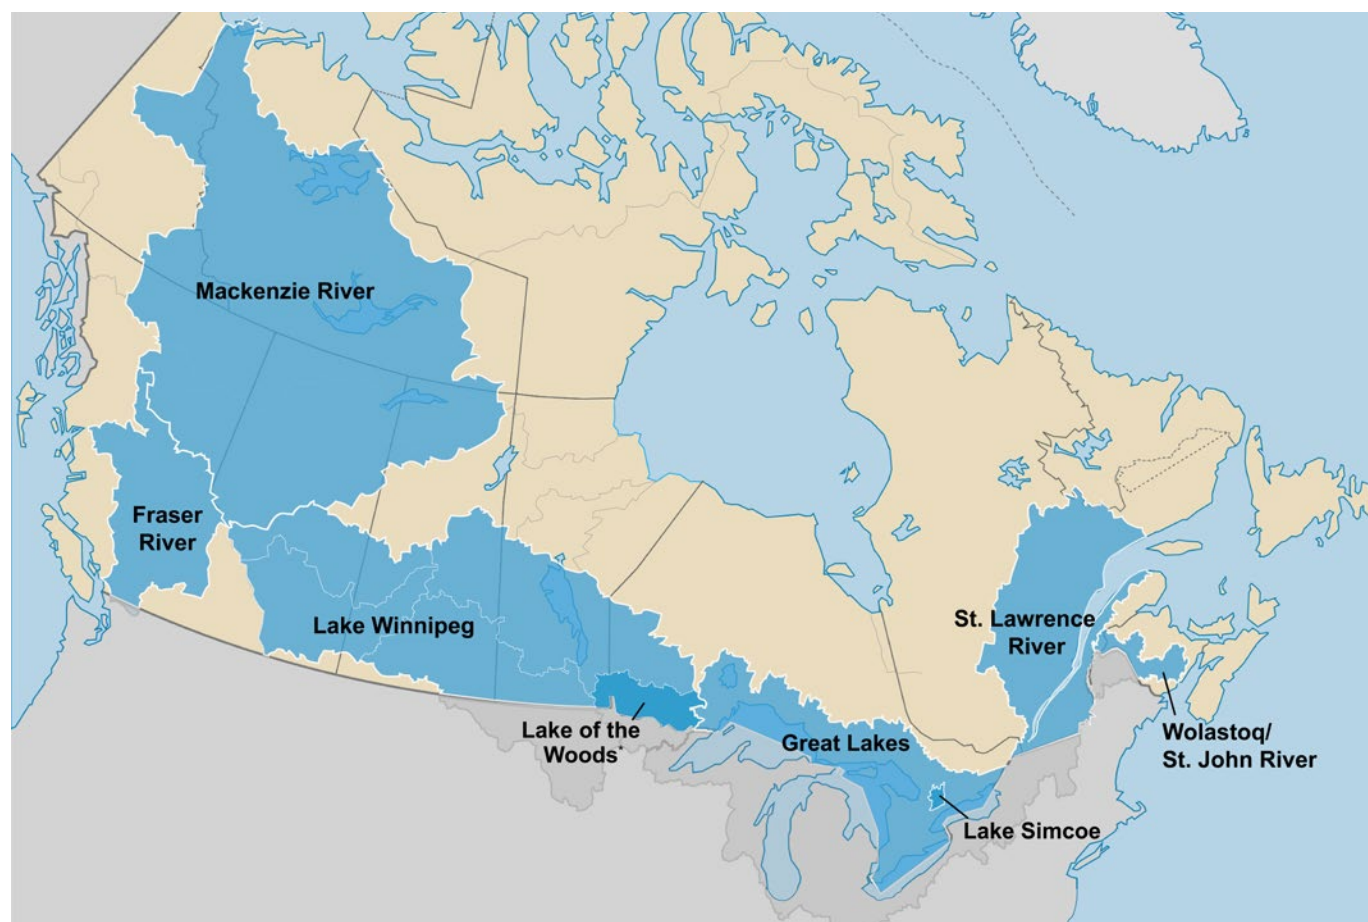 Mackenzie River
Fraser
River
Lake Winnipeg
St. Lawrence
River
Lake of the
Woods*
Great Lakes
Wolastoq/
St. John River
Lake Simcoe